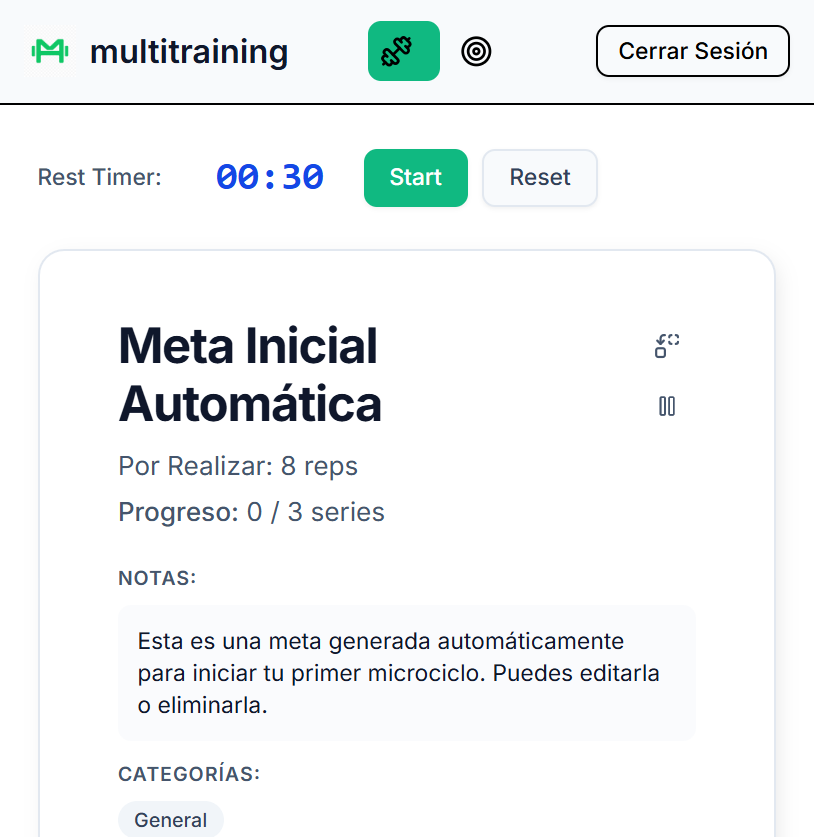 multitraining
Cerrar Sesión
Rest Timer:
00:30
Start
Reset
Meta Inicial
Automática
Por Realizar: 8 reps
Progreso: 0 / 3 series
NOTAS:
Esta es una meta generada automáticamente
para iniciar tu primer microciclo. Puedes editarla
o eliminarla.
CATEGORÍAS:
General